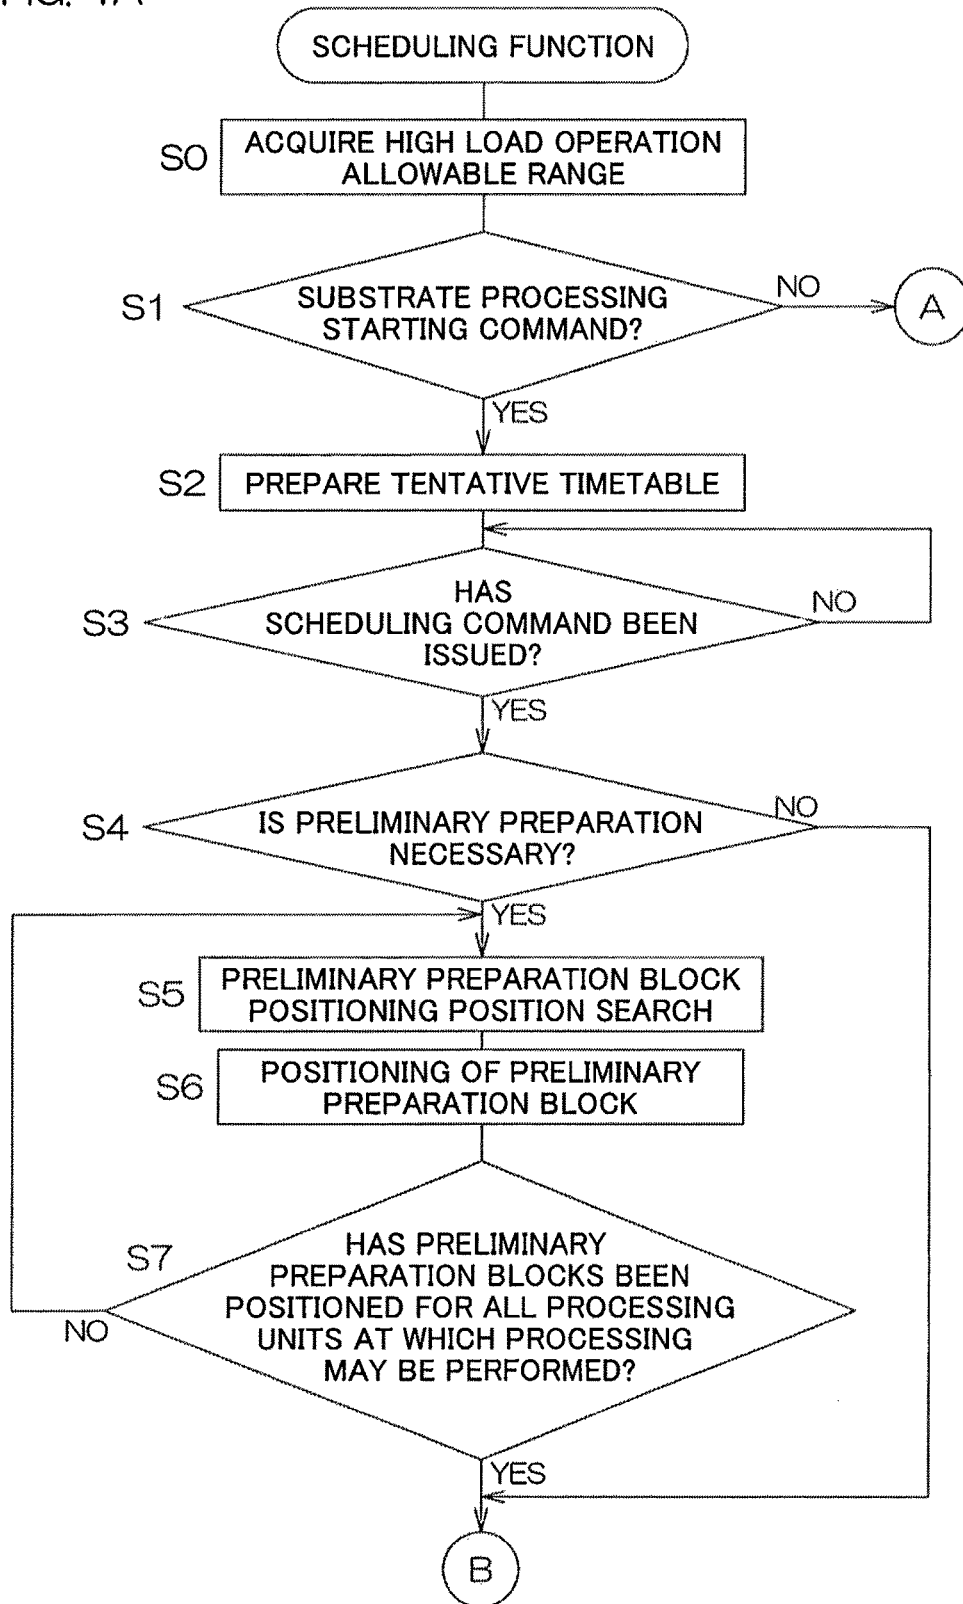 SCHEDULING FUNCTION
S0
ACQUIRE HIGH LOAD OPERATION
ALLOWABLE RANGE
S1
SUBSTRATE PROCESSING
STARTING COMMAND?
NO
A
YES
S2
PREPARE TENTATIVE TIMETABLE
S3
HAS
SCHEDULING COMMAND BEEN
ISSUED?
NO
YES
S4
IS PRELIMINARY PREPARATION
NECESSARY?
NO
YES
S5
PRELIMINARY PREPARATION BLOCK
POSITIONING POSITION SEARCH
S6
POSITIONING OF PRELIMINARY
PREPARATION BLOCK
S7
HAS PRELIMINARY
PREPARATION BLOCKS BEEN
POSITIONED FOR ALL PROCESSING
UNITS AT WHICH PROCESSING
MAY BE PERFORMED?
NO
YES
B